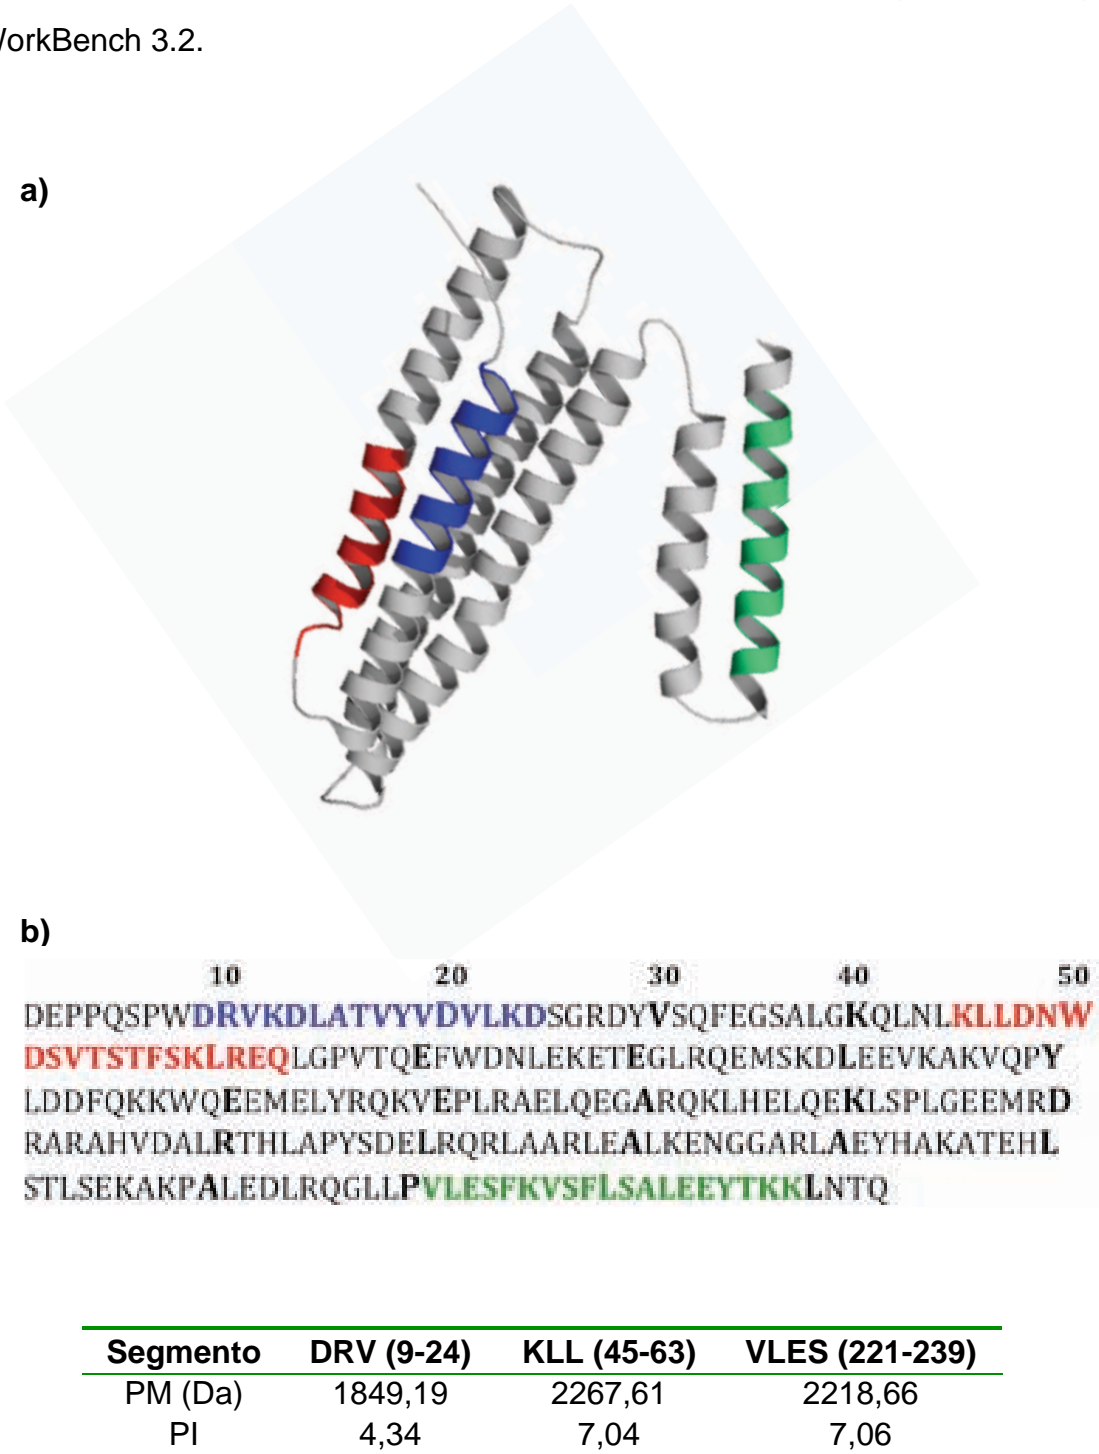 WorkBench 3.2.
a)
b)
10 20 30 40 50
DEPPQSPWDRVKDLATVYVDVLKDSGRDYVSQFEGSALGKQLNLKLLDNW
DSVTSTFSKLREQLGPVTQEFWDNLEKETEGLRQEMSKDLEEVKAKVQPY
LDDFQKKWQEEMELYRQKVEPLRAELQEGARQKLHELQEKLSPLGEEMRD
RARAHVDALRTHLAPYSDELRQRLAARLEALKENGGARLAEYHAKATEHL
STLSEKAKPALEDLRQGLLPVLESFKVSFLSALEEYTKKLNTQ
Segmento DRV (9-24) KLL (45-63) VLES (221-239)
PM (Da) 1849,19 2267,61 2218,66
PI 4,34 7,04 7,06